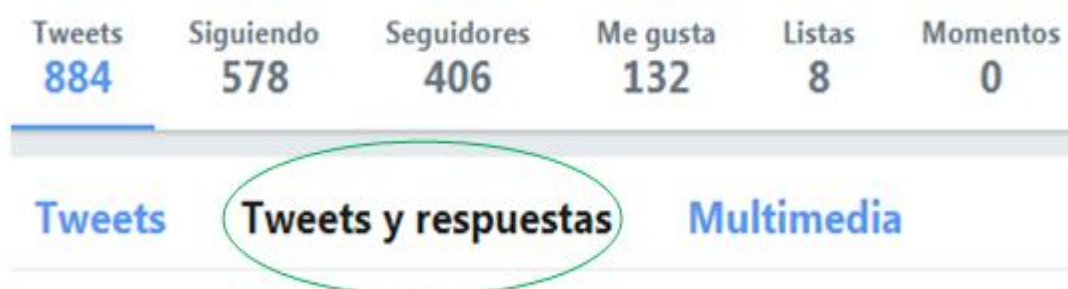 Tweets Siguiendo Seguidores Me gusta Listas Momentos
884 578 406 132 8 0
Tweets Tweets y respuestas Multimedia